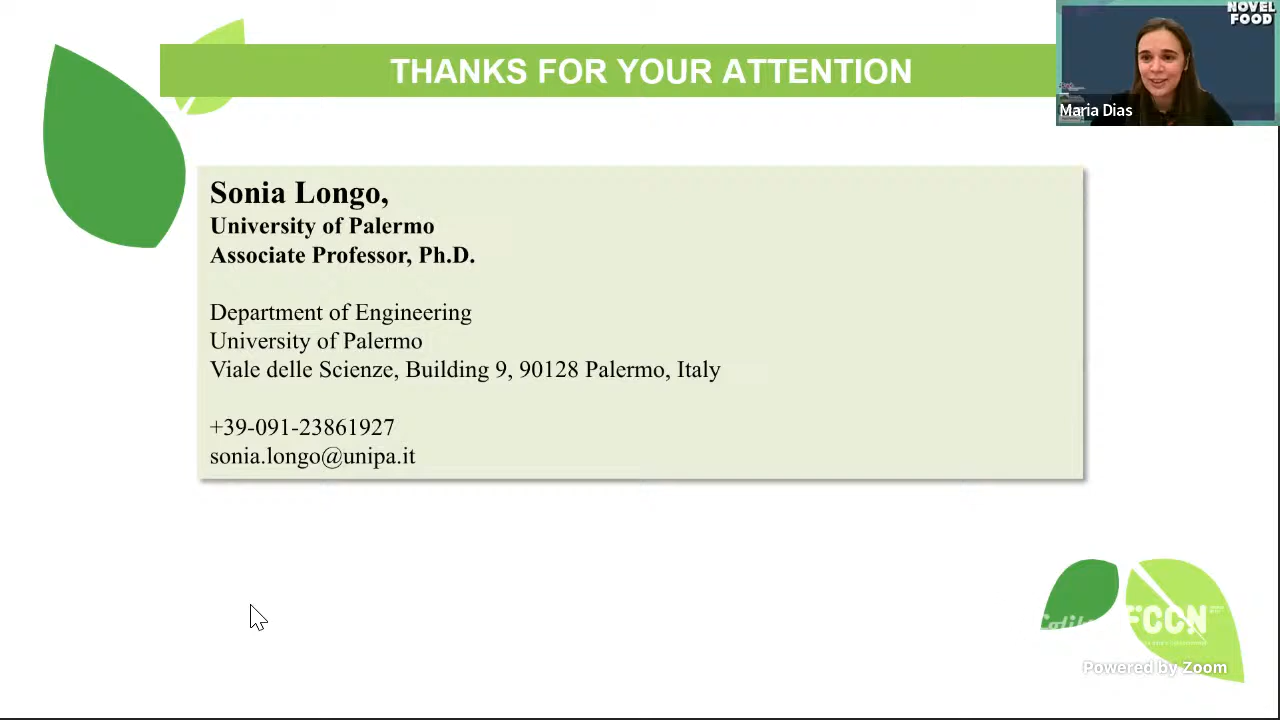 THANKS FOR YOUR ATTENTION
NOVEL
FOOD
Maria Dias
Sonia Longo,
University of Palermo
Associate Professor, Ph.D.
Department of Engineering
University of Palermo
Viale delle Scienze, Building 9, 90128 Palermo, Italy
+39-091-23861927
sonia.longo@unipa.it
FCCN
Powered by Zoom